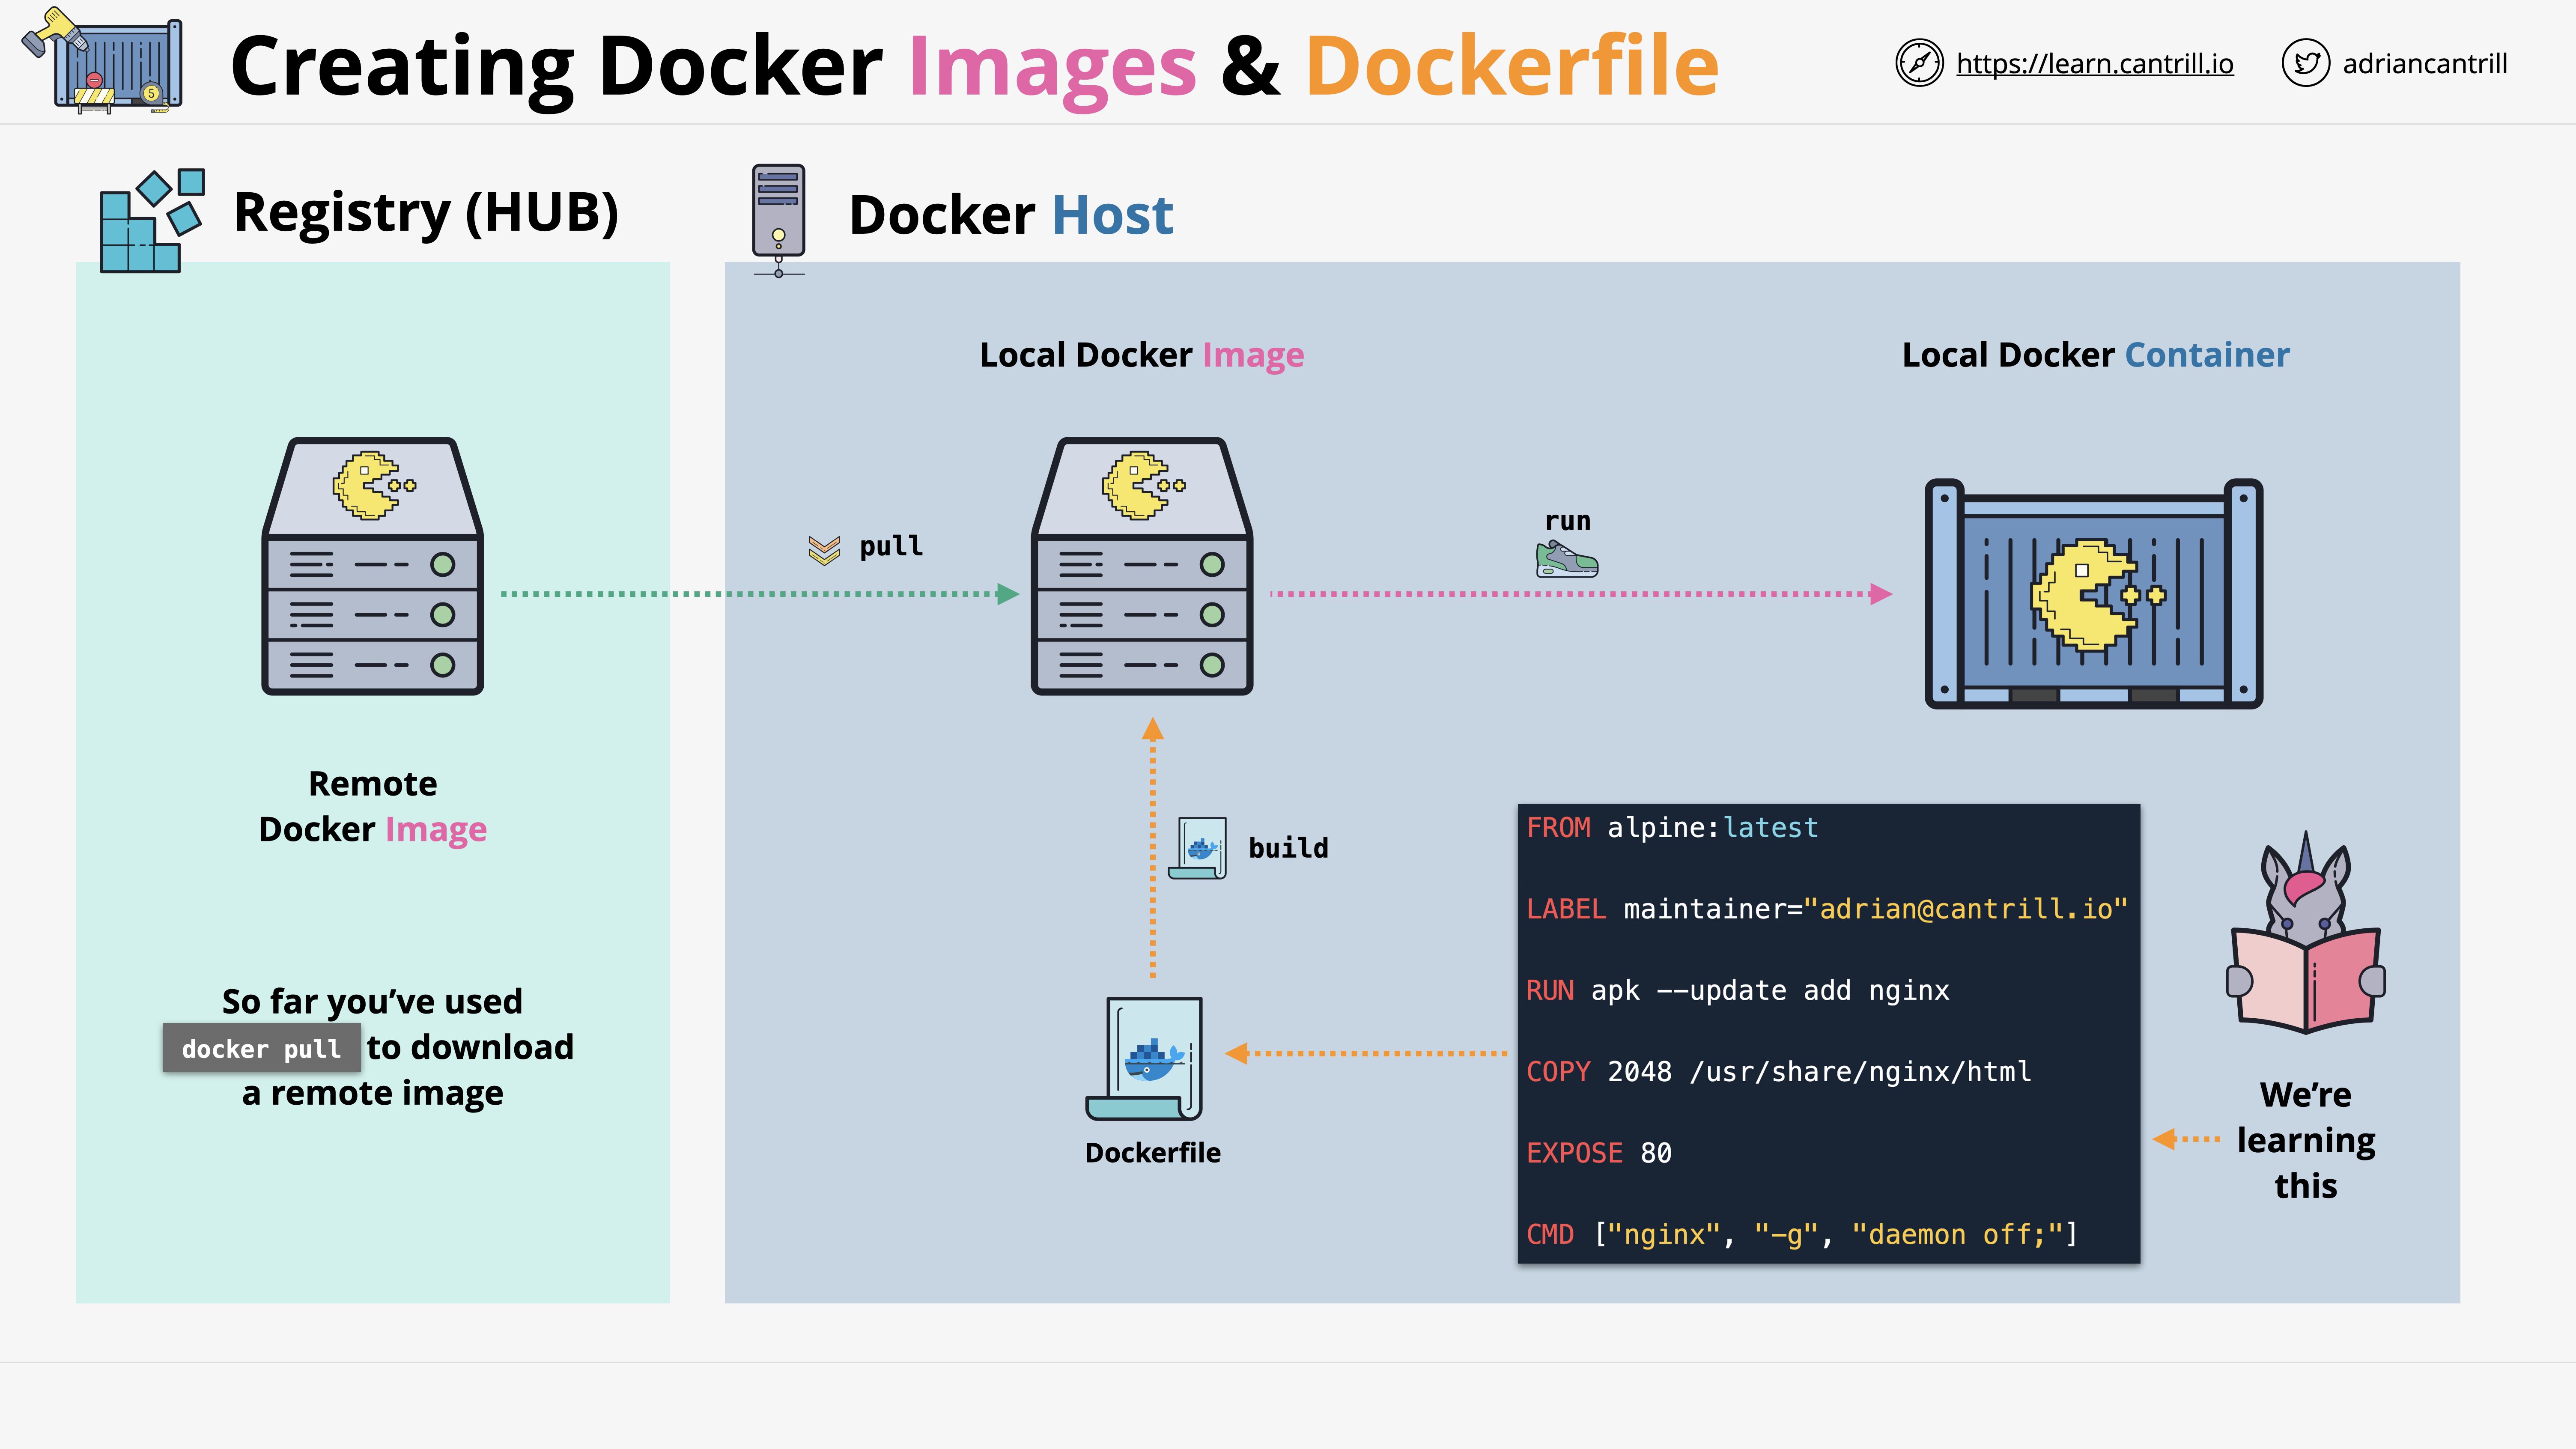 Creating Docker Images & Dockerfile
https://learn.cantrill.io
adriancantrill
Registry (HUB)
Docker Host
Local Docker Image
Local Docker Container
pull
run
Remote
Docker Image
build
So far you’ve used
docker pull to download
a remote image
Dockerfile
FROM alpine:latest
LABEL maintainer="adrian@cantrill.io"
RUN apk --update add nginx
COPY 2048 /usr/share/nginx/html
EXPOSE 80
CMD ["nginx", "-g", "daemon off;"]
We’re
learning
this
5